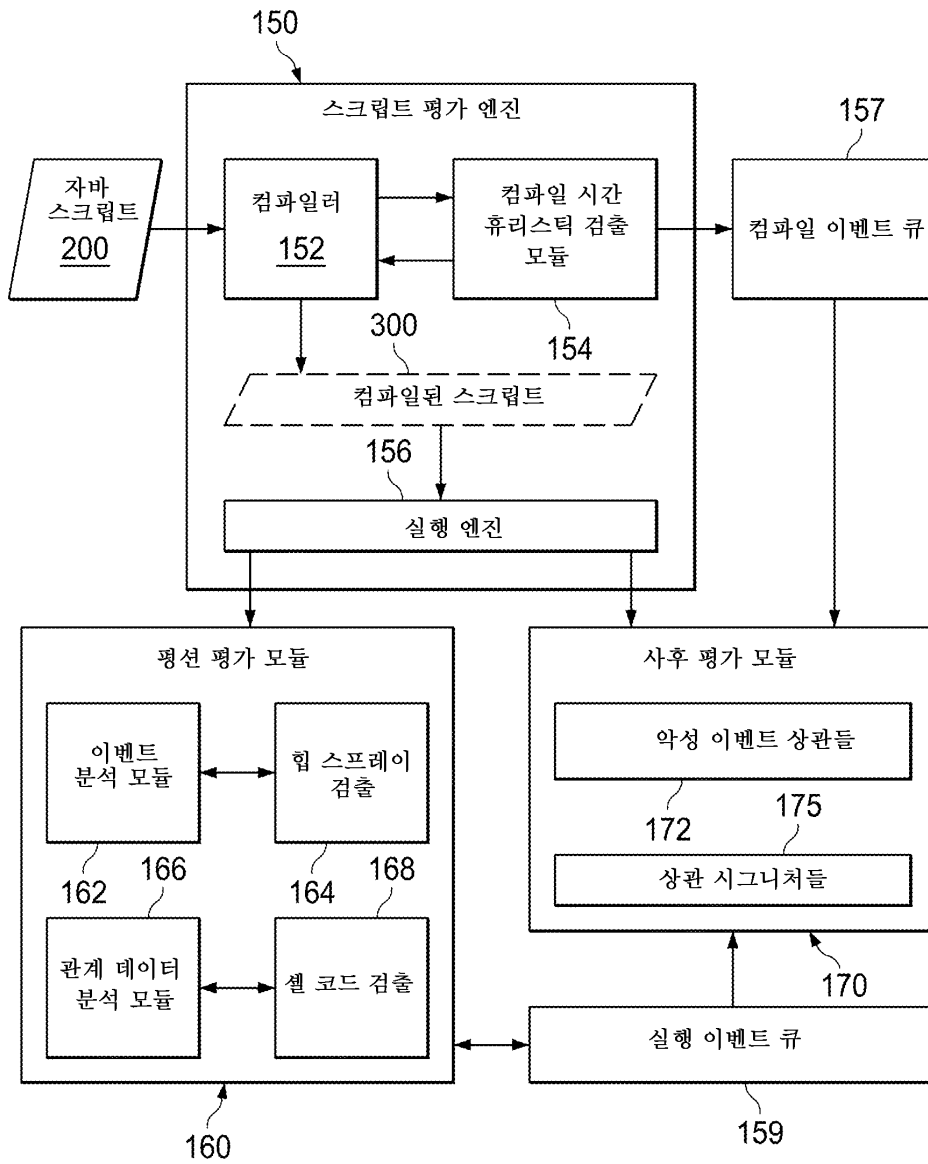 150
스크립트 평가 엔진
157
자바
스크립트
200
컴파일러
152
컴파일 시간
휴리스틱 검출
모듈
컴파일 이벤트 큐
154
300
컴파일된 스크립트
156
실행 엔진
평션 평가 모듈
사후 평가 모듈
이벤트
분석 모듈
힙 스프레이
검출
악성 이벤트 상관들
172
175
162
166
164
168
상관 시그니처들
관계 데이터
분석 모듈
셸 코드 검출
170
실행 이벤트 큐
160
159